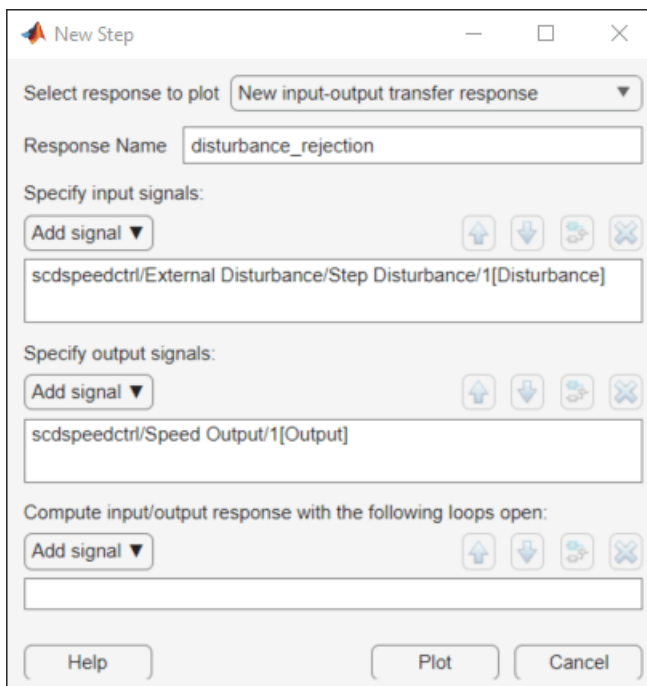 New Step
Select response to plot New input-output transfer response
Response Name disturbance_rejection
Specify input signals:
Add signal ▼
scdspeedctrl/External Disturbance/Step Disturbance/1[Disturbance]
Specify output signals:
Add signal ▼
scdspeedctrl/Speed Output/1[Output]
Compute input/output response with the following loops open:
Add signal ▼
Help Plot Cancel